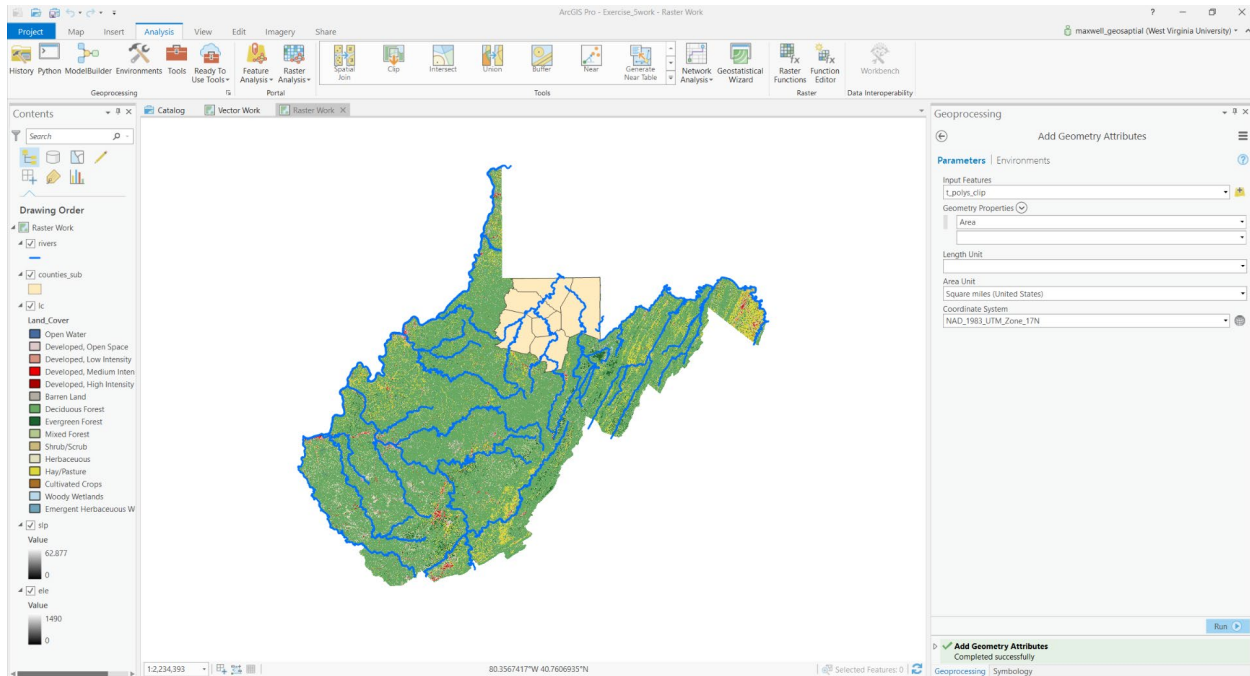 ArcGIS Pro - Exercise_5work - Raster Work
?
Project Map Insert Analysis View Edit Imagery Share
maxwell_geosaptial (West Virginia University)
History Python ModelBuilder Environments Tools Ready To Use Tools
Feature Analysis Raster Analysis
Spatial Join Clip Intersect Union Buffer Near Generate Near Table
Network Analysis Geostatistical Wizard
Raster Functions Function Editor
Workbench
Geoprocessing Portal Tools Raster Data Interoperability
Contents
Search
Drawing Order
Raster Work
rivers
counties_sub
lc
Land_Cover
Open Water
Developed, Open Space
Developed, Low Intensity
Developed, Medium Inten
Developed, High Intensity
Barren Land
Deciduous Forest
Evergreen Forest
Mixed Forest
Shrub/Scrub
Herbaceuous
Hay/Pasture
Cultivated Crops
Woody Wetlands
Emergent Herbaceuous W
slp
Value
62.877
0
ele
Value
1490
0
Catalog Vector Work Raster Work
1:2,234,393
80.3567417°W 40.7606935°N
Selected Features: 0
Geoprocessing
Add Geometry Attributes
Parameters Environments
Input Features
t_polys_clip
Geometry Properties
Area
Length Unit
Area Unit
Square miles (United States)
Coordinate System
NAD_1983_UTM_Zone_17N
Run
Add Geometry Attributes
Completed successfully
Geoprocessing Symbology